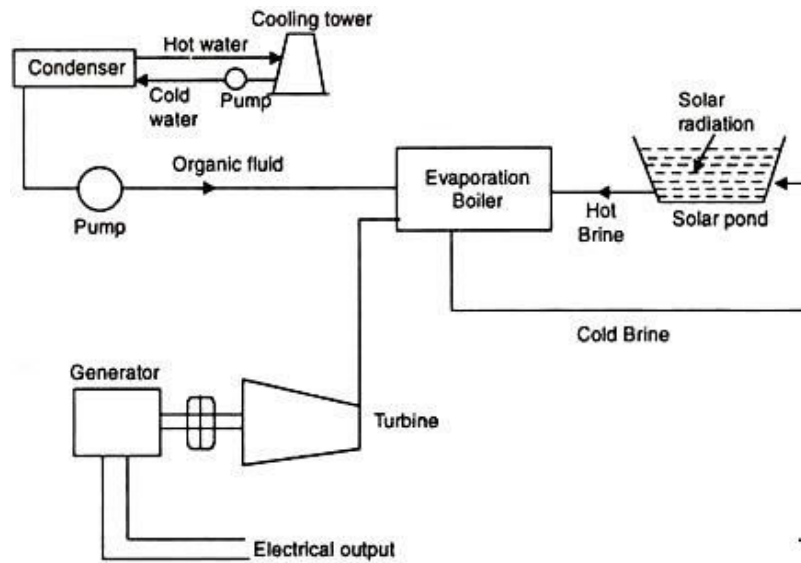 Cooling tower
Hot water
Condenser
Cold
water
Pump
Solar
radiation
Organic fluid
Evaporation
Boiler
Pump
Hot
Brine
Solar pond
Cold Brine
Generator
Turbine
Electrical output